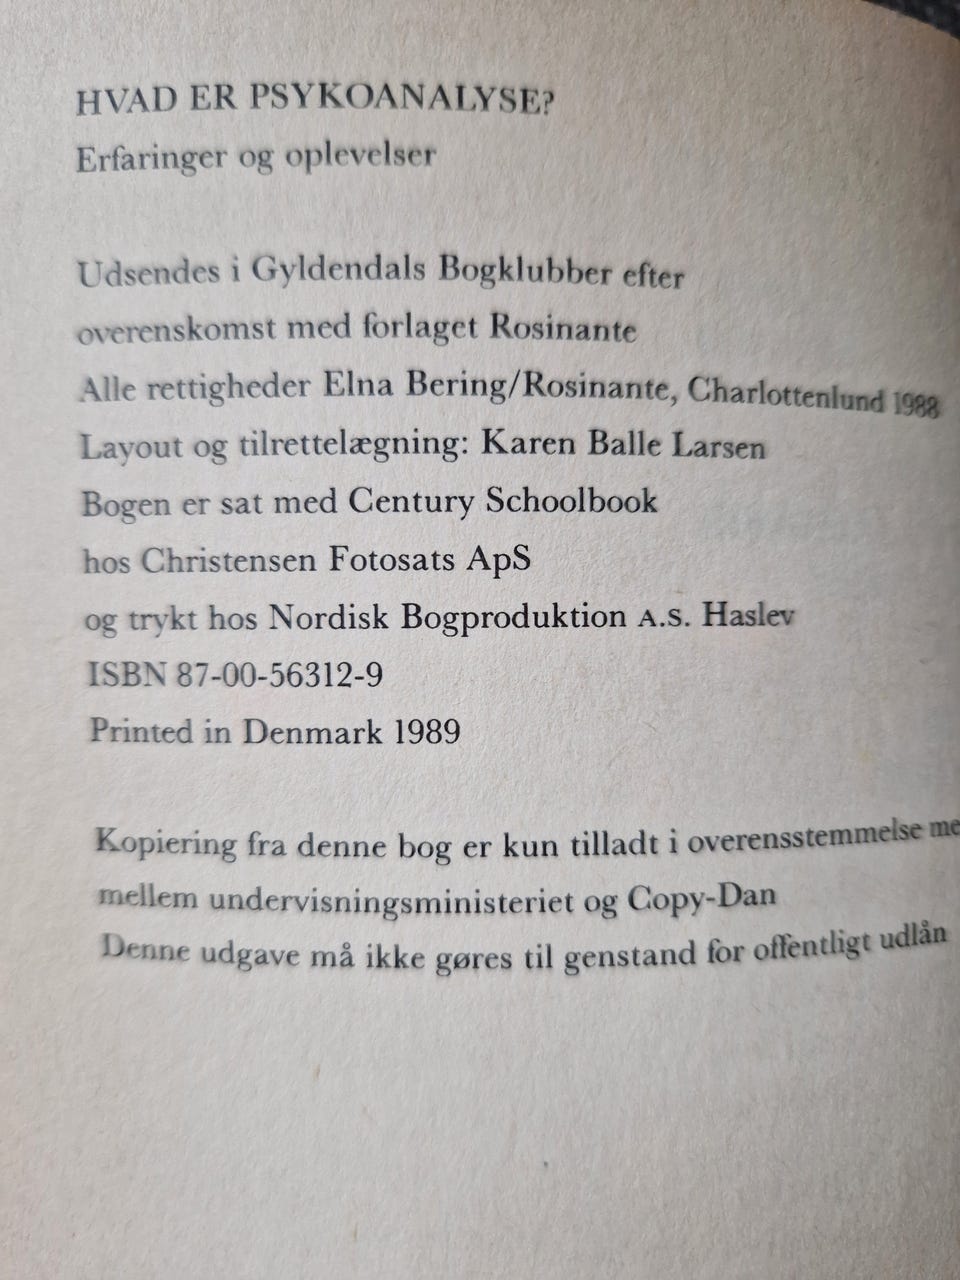 HVAD ER PSYKOANALYSE?
Erfaringer og oplevelser
Udsendes i Gyldendals Bogklubber efter
overenskomst med forlaget Rosinante
Alle rettigheder Elna Bering/Rosinante, Charlottenlund 1988
Layout og tilrettelægning: Karen Balle Larsen
Bogen er sat med Century Schoolbook
hos Christensen Fotosats ApS
og trykt hos Nordisk Bogproduktion A.S. Haslev
ISBN 87-00-56312-9
Printed in Denmark 1989
Kopiering fra denne bog er kun tilladt i overensstemmelse
mellem undervisningsministeriet og Copy-Dan
Denne udgave må ikke gøres til genstand for offentligt udlån